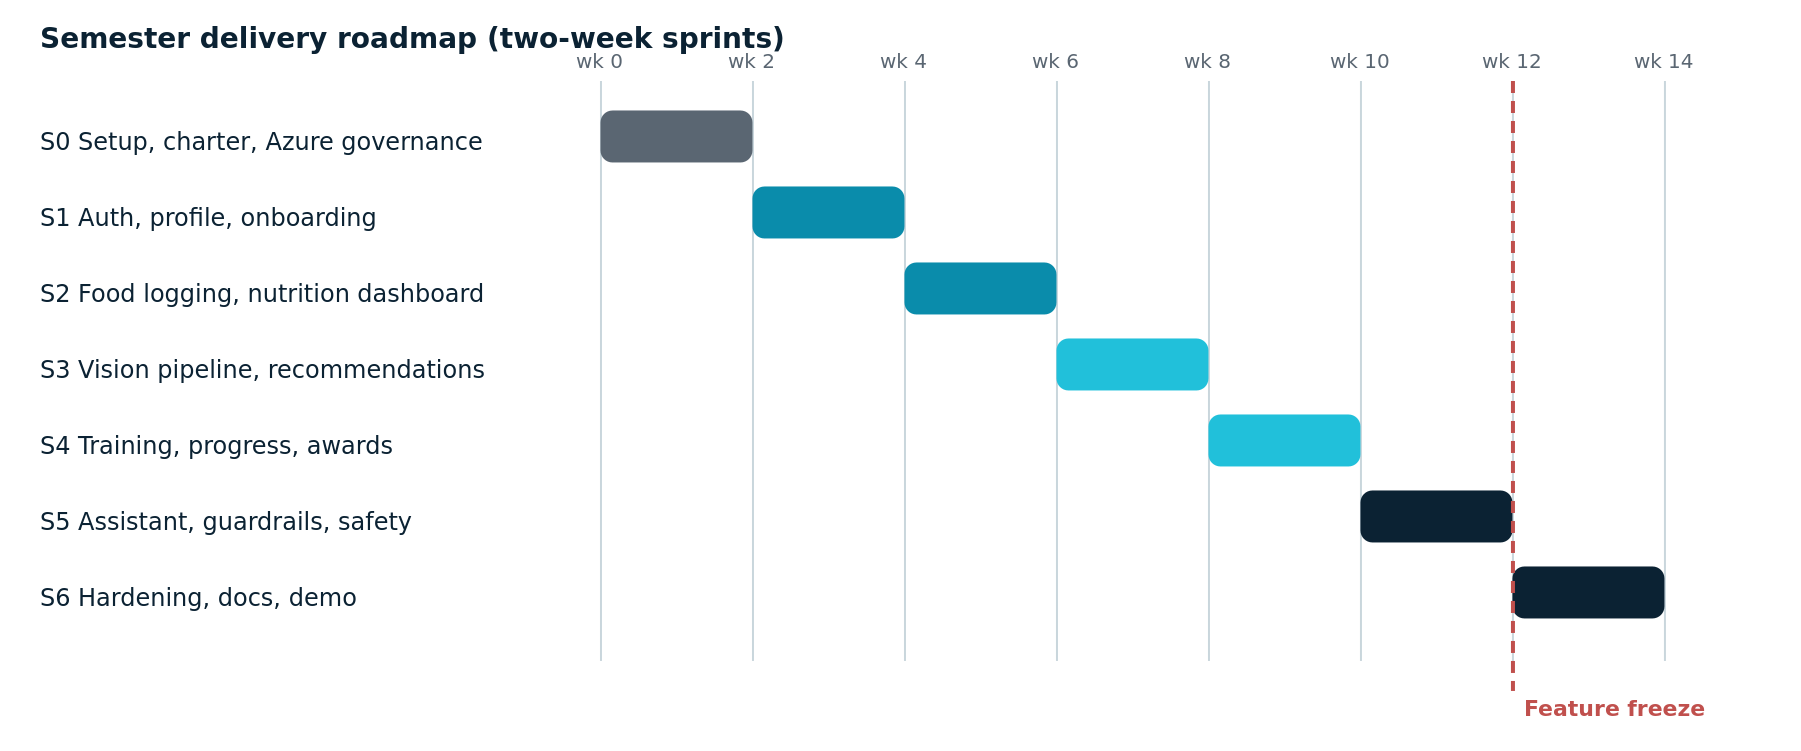 Semester delivery roadmap (two-week sprints)
wk 0 wk 2 wk 4 wk 6 wk 8 wk 10 wk 12 wk 14
S0 Setup, charter, Azure governance
S1 Auth, profile, onboarding
S2 Food logging, nutrition dashboard
S3 Vision pipeline, recommendations
S4 Training, progress, awards
S5 Assistant, guardrails, safety
S6 Hardening, docs, demo
Feature freeze